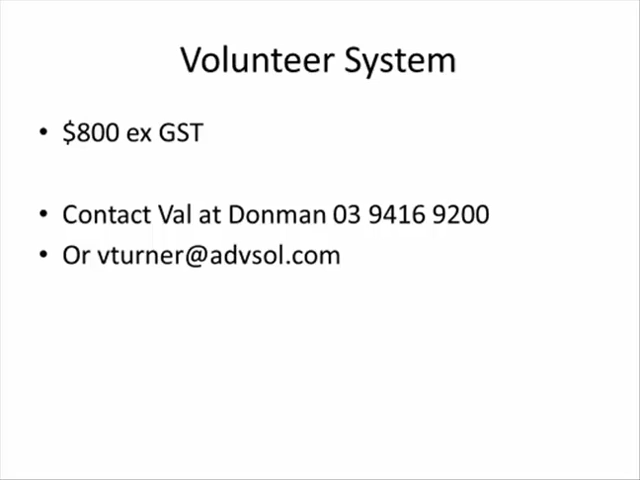 Volunteer System
• $800 ex GST
• Contact Val at Donman 03 9416 9200
• Or vturner@advsol.com